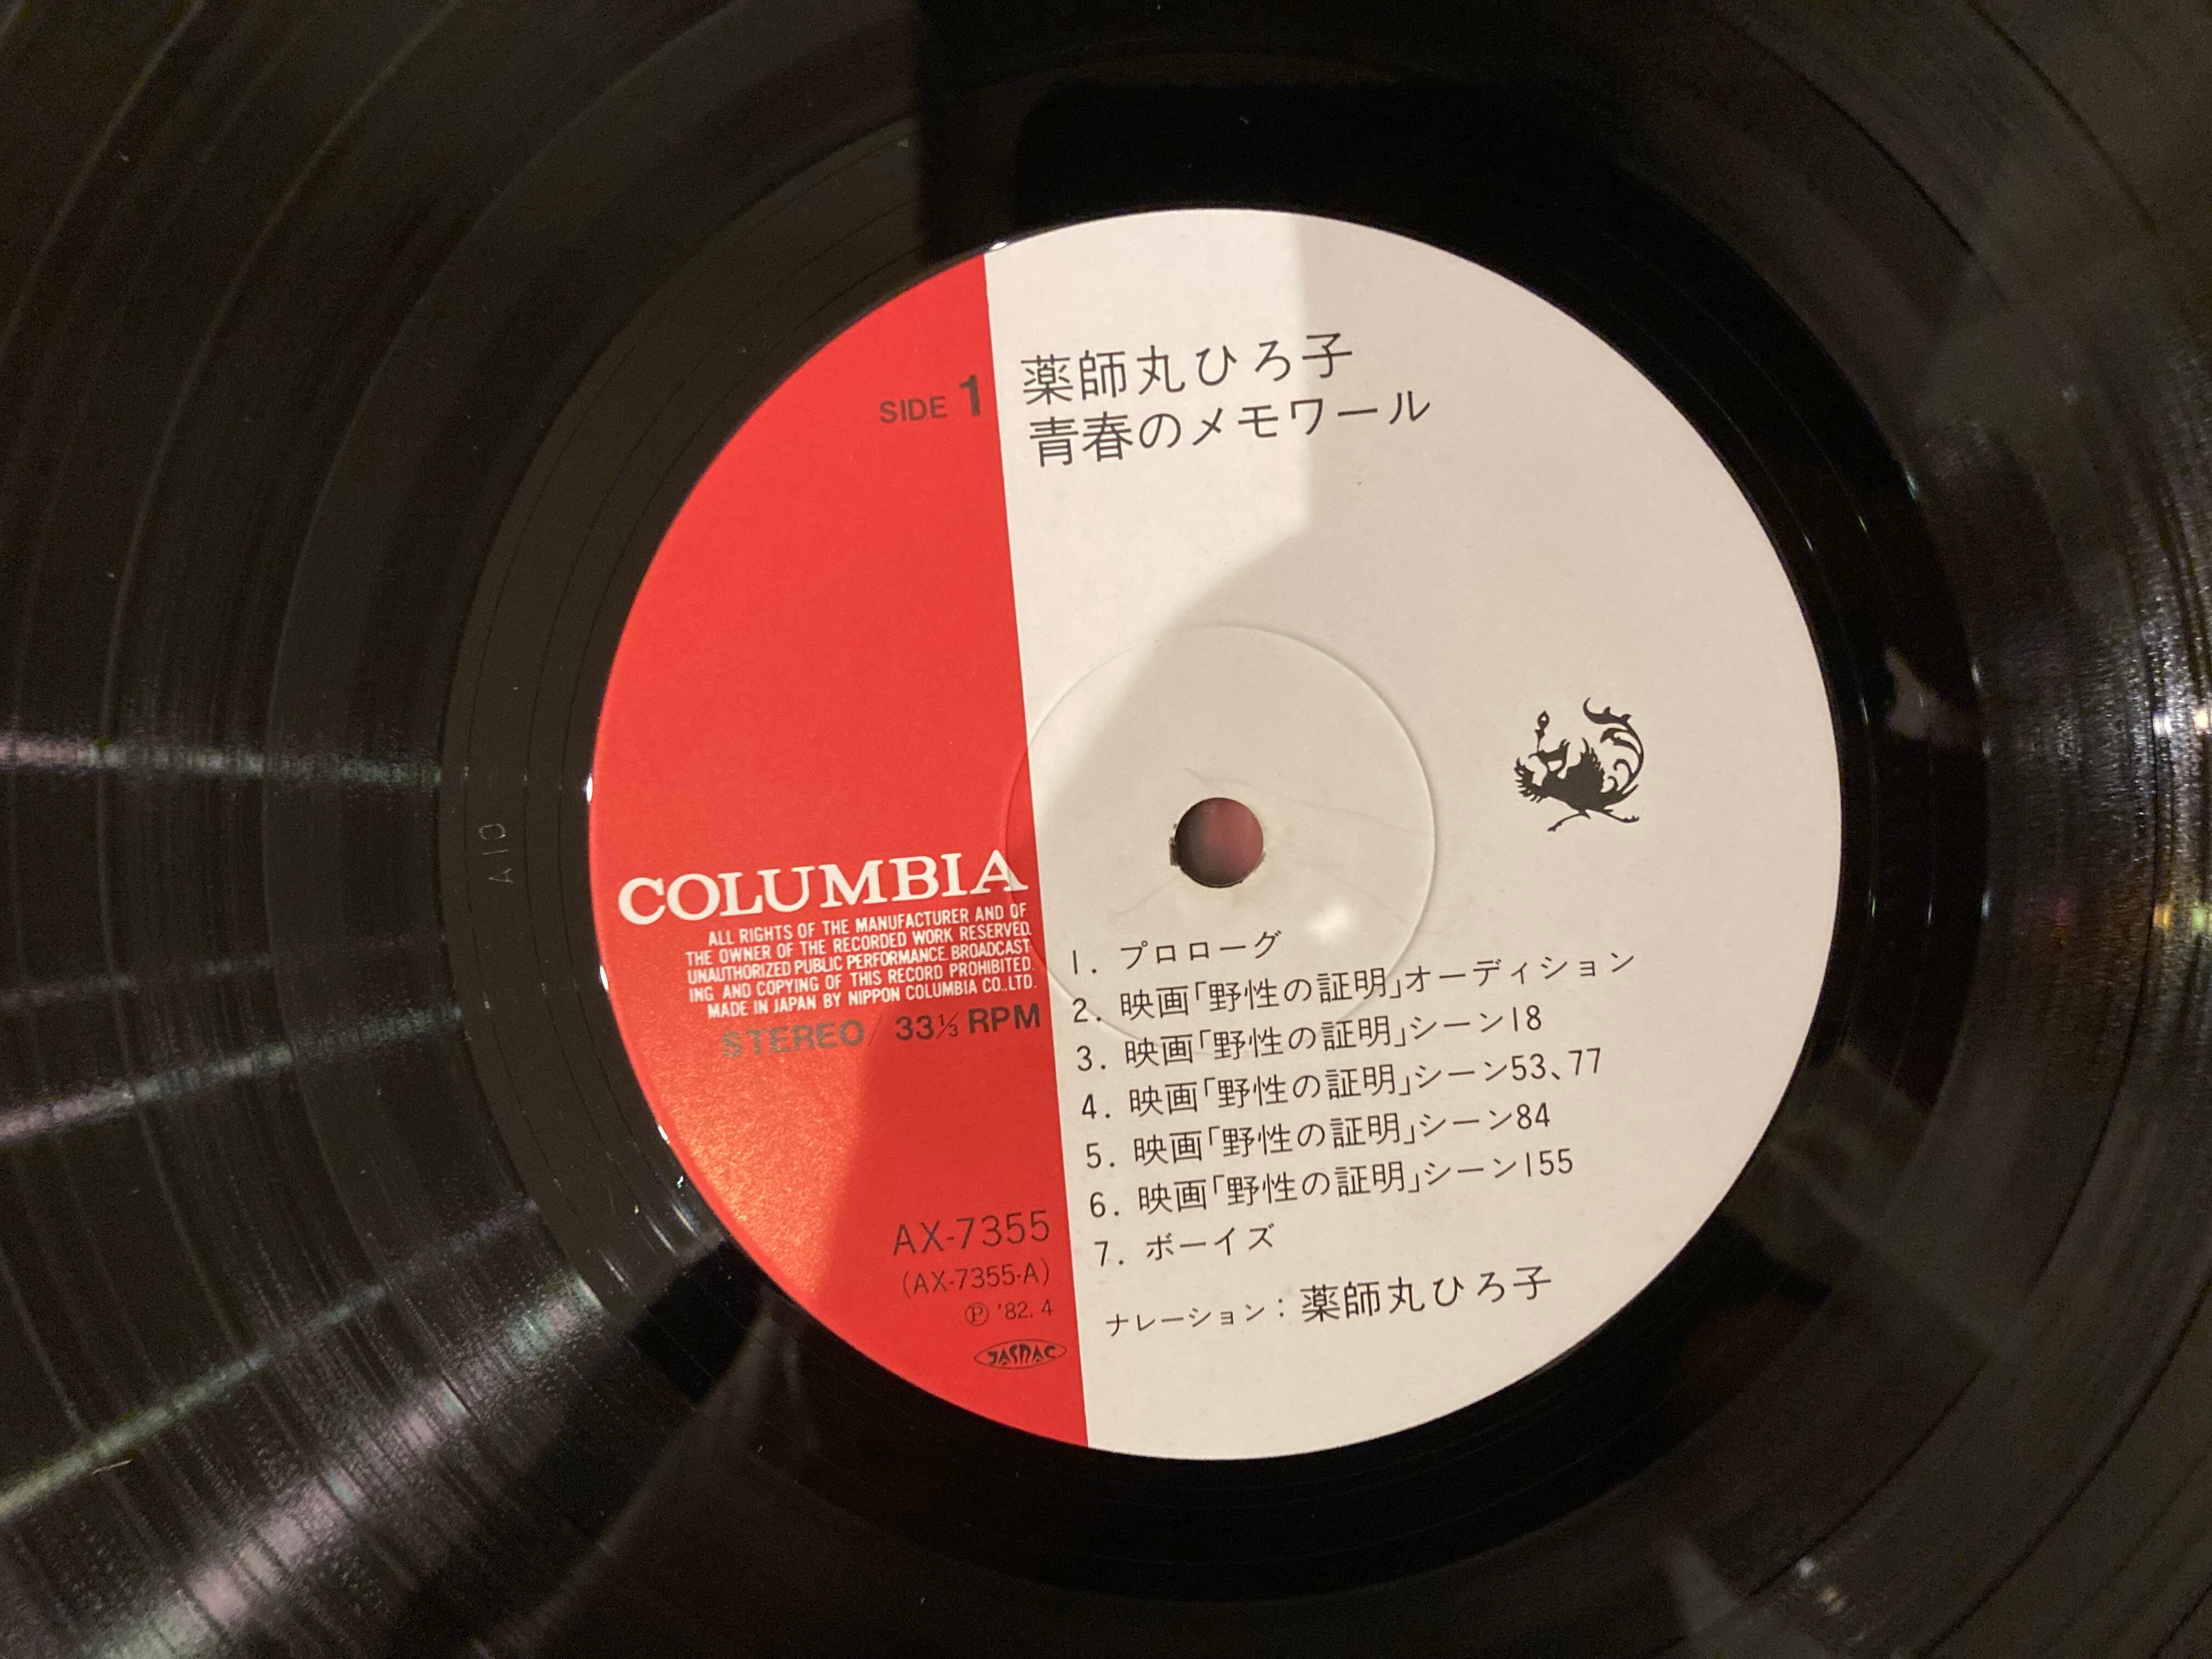 SIDE 1
薬師丸ひろ子
青春のメモワール
COLUMBIA
ALL RIGHTS OF THE MANUFACTURER AND OF
THE OWNER OF THE RECORDED WORK RESERVED.
UNAUTHORIZED PUBLIC PERFORMANCE. BROADCAST
ING AND COPYING OF THIS RECORD PROHIBITED.
MADE IN JAPAN BY NIPPON COLUMBIA CO.,LTD.
STEREO / 33⅓ RPM
AX-7355
(AX-7355-A)
Ⓟ '82. 4
JASRAC
1. プロローグ
2. 映画「野性の証明」オーディション
3. 映画「野性の証明」シーン18
4. 映画「野性の証明」シーン53、77
5. 映画「野性の証明」シーン84
6. 映画「野性の証明」シーン155
7. ボーイズ
ナレーション：薬師丸ひろ子